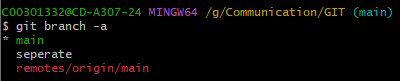 C00301332@CD-A307-24 MINGW64 /g/Communication/GIT (main)
$ git branch -a
* main
  seperate
  remotes/origin/main